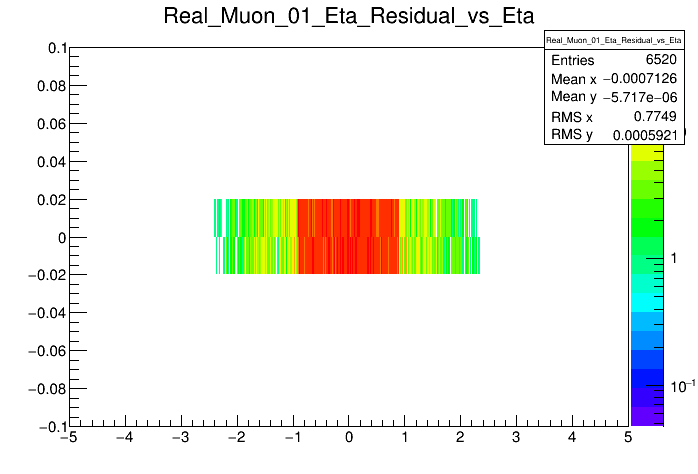 Real_Muon_01_Eta_Residual_vs_Eta
Real_Muon_01_Eta_Residual_vs_Eta
Entries 6520
Mean x −0.0007126
Mean y −5.717e−06
RMS x 0.7749
RMS y 0.0005921
0.1
0.08
0.06
0.04
0.02
0
−0.02
−0.04
−0.06
−0.08
−0.1
−5 −4 −3 −2 −1 0 1 2 3 4 5
1
10−1